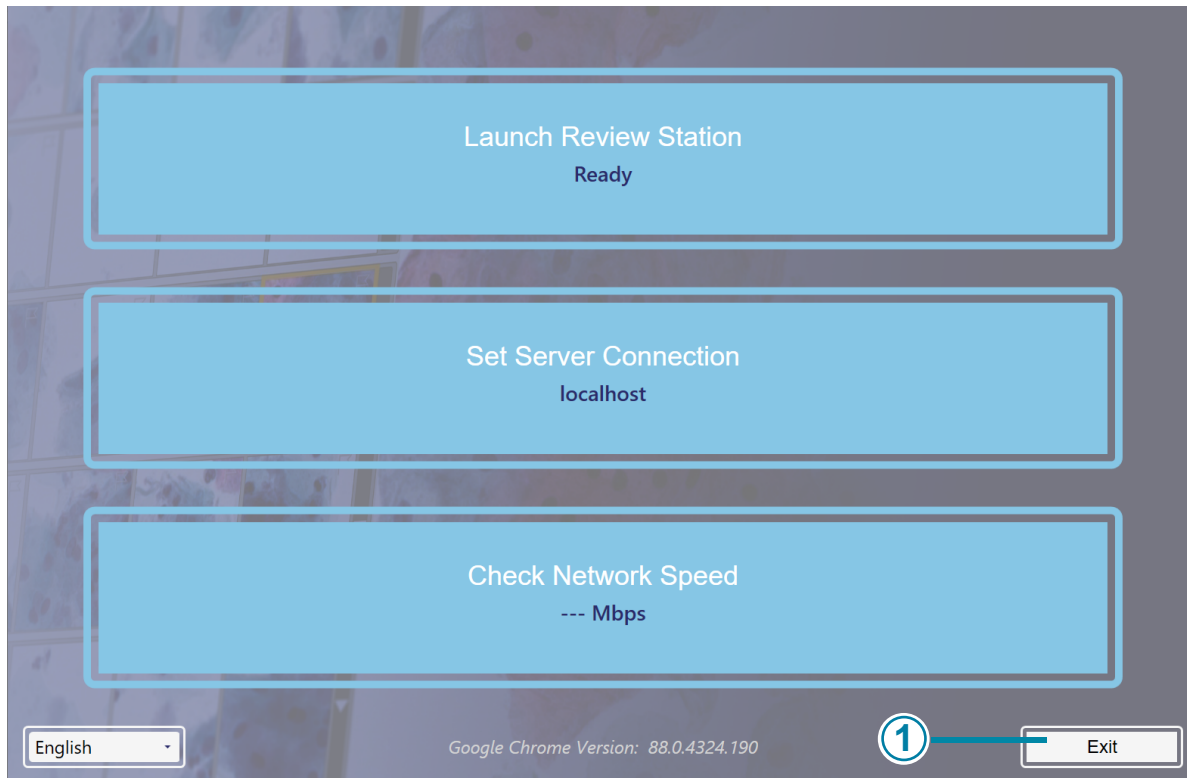 Launch Review Station
Ready
Set Server Connection
localhost
Check Network Speed
--- Mbps
English
Google Chrome Version: 88.0.4324.190
1
Exit